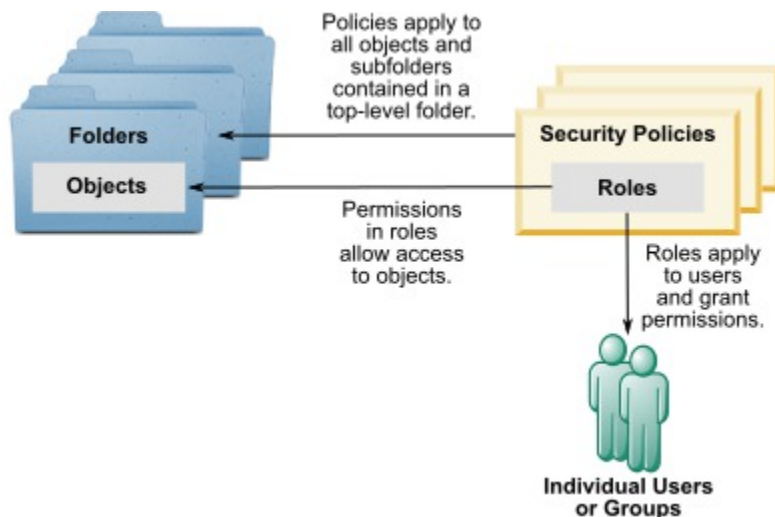 Policies apply to
all objects and
subfolders
contained in a
top-level folder.
Folders
Objects
Security Policies
Roles
Permissions
in roles
allow access
to objects.
Roles apply
to users
and grant
permissions.
Individual Users
or Groups